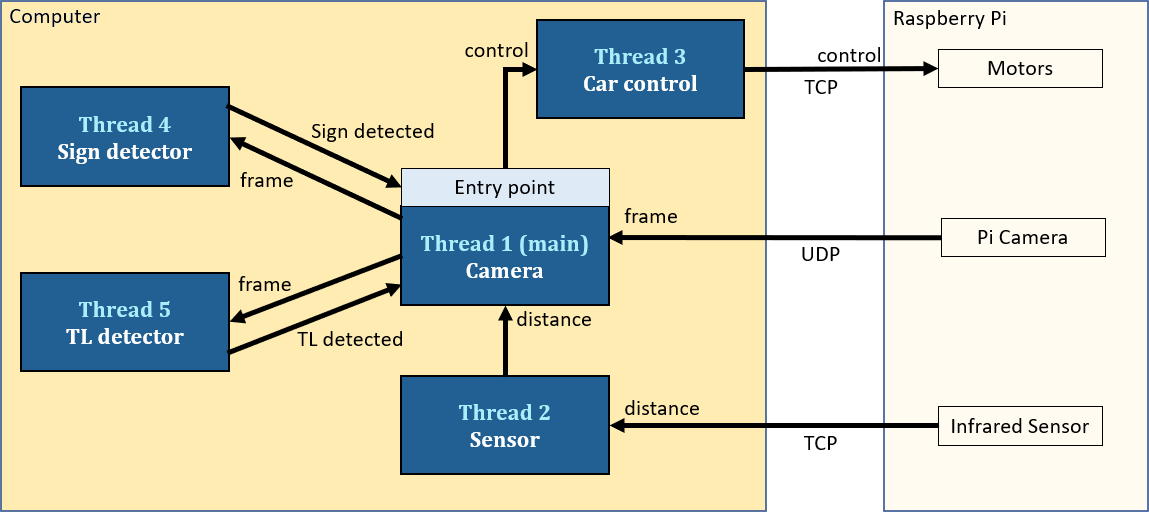 Computer
Raspberry Pi
control
Thread 3
Car control
control
TCP
Motors
Thread 4
Sign detector
Sign detected
frame
Entry point
Thread 1 (main)
Camera
frame
UDP
Pi Camera
Thread 5
TL detector
frame
TL detected
distance
Thread 2
Sensor
distance
TCP
Infrared Sensor